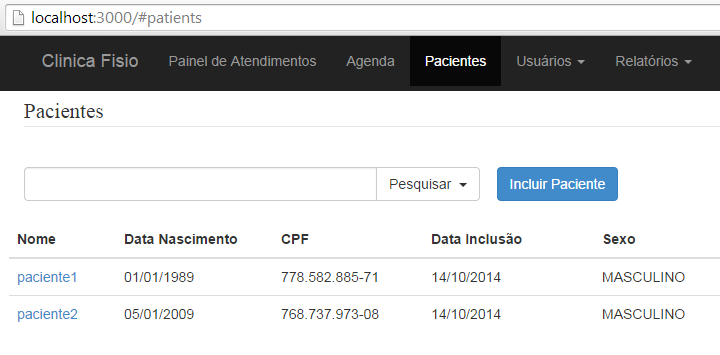 localhost:3000/#patients
Clinica Fisio Painel de Atendimentos Agenda Pacientes Usuários Relatórios
Pacientes
Pesquisar Incluir Paciente
Nome Data Nascimento CPF Data Inclusão Sexo
paciente1 01/01/1989 778.582.885-71 14/10/2014 MASCULINO
paciente2 05/01/2009 768.737.973-08 14/10/2014 MASCULINO